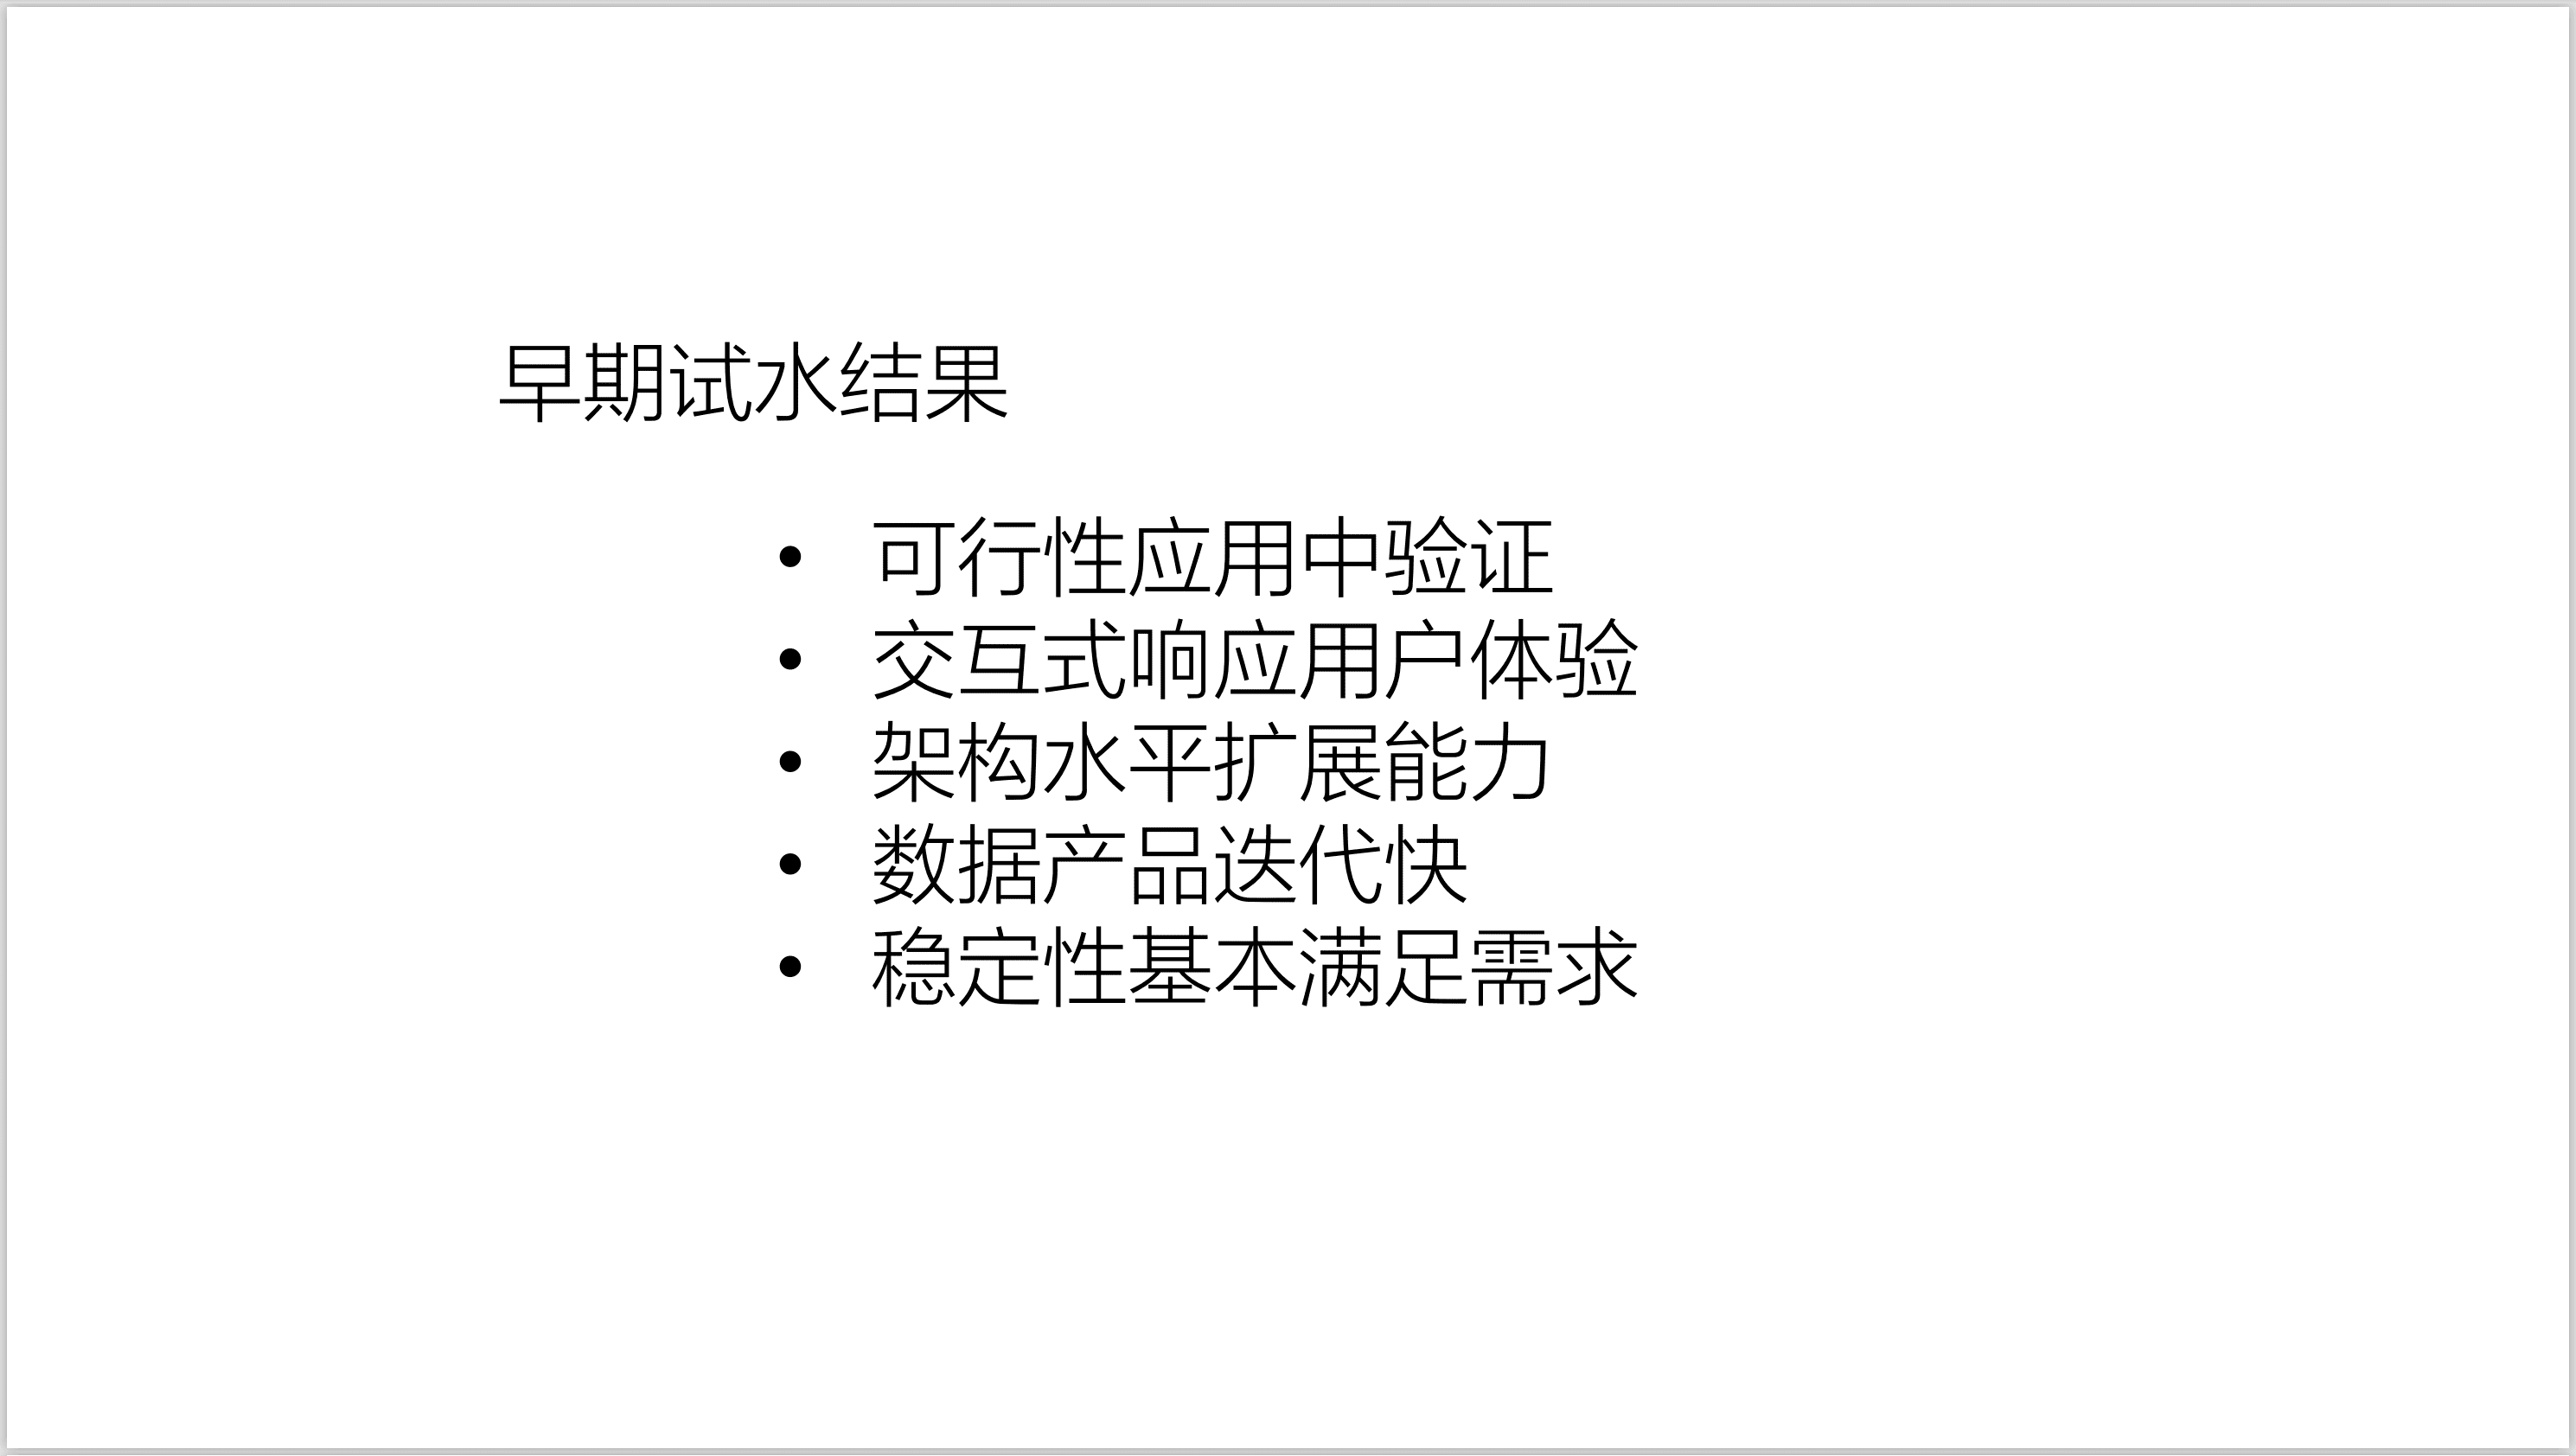 早期试水结果
• 可行性应用中验证
• 交互式响应用户体验
• 架构水平扩展能力
• 数据产品迭代快
• 稳定性基本满足需求